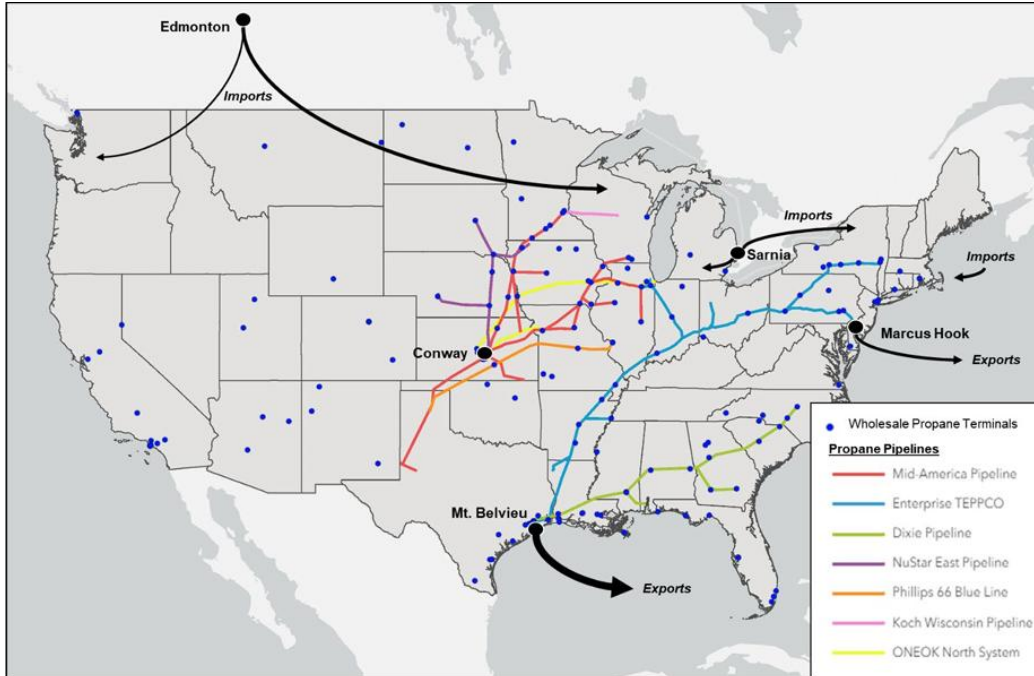 Edmonton
Imports
Imports
Sarnia
Imports
Conway
Marcus Hook
Exports
Mt. Belvieu
Exports
Wholesale Propane Terminals
Propane Pipelines
Mid-America Pipeline
Enterprise TEPPCO
Dixie Pipeline
NuStar East Pipeline
Phillips 66 Blue Line
Koch Wisconsin Pipeline
ONEOK North System